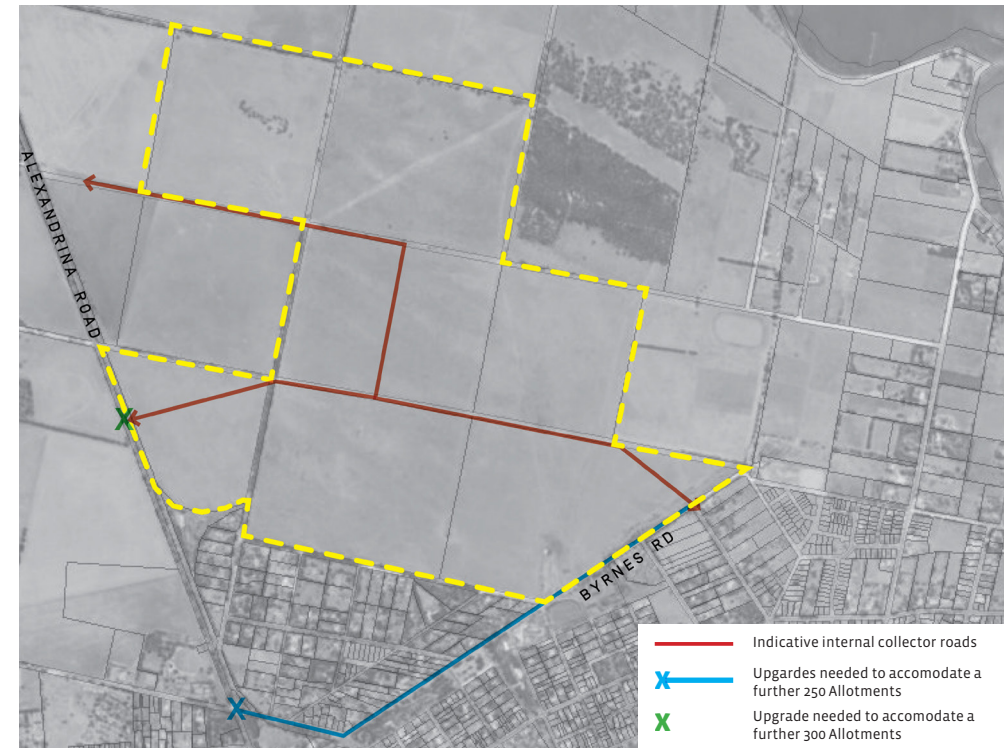 ALEXANDRINA ROAD
BYRNES RD
Indicative internal collector roads
X
Upgardes needed to accomodate a
further 250 Allotments
X
Upgrade needed to accomodate a
further 300 Allotments
X
X